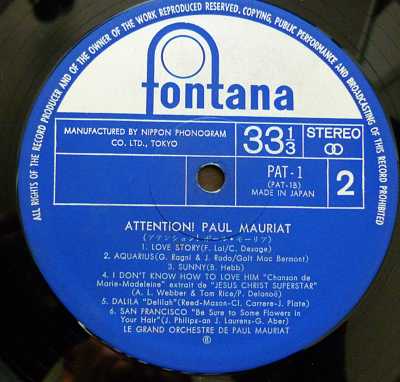 ALL RIGHTS OF THE RECORD PRODUCER AND OF THE OWNER OF THE WORK REPRODUCED RESERVED. COPYING, PUBLIC PERFORMANCE AND BROADCASTING OF THIS RECORD PROHIBITED
fontana
MANUFACTURED BY NIPPON PHONOGRAM
CO. LTD., TOKYO
33 1/3
STEREO
PAT-1
(PAT-1B)
MADE IN JAPAN
2
ATTENTION! PAUL MAURIAT
(アテンション! ポール・モーリア)
1. LOVE STORY(F. Lai/C. Desage)
2. AQUARIUS(G. Ragni & J. Rado/Galt Mac Bermont)
3. SUNNY(B. Hebb)
4. I DON'T KNOW HOW TO LOVE HIM "Chanson de
Marie-Madeleine" extrait de "JESUS CHRIST SUPERSTAR"
(A. L. Webber & Tom Rice/P. Delanoë)
5. DALILA "Delilah"(Reed-Mason-Cl. Carrere-J. Plate)
6. SAN FRANCISCO "Be Sure to Some Flowers in
Your Hair"(J. Philips-an J. Laurens-G. Aber)
LE GRAND ORCHESTRE DE PAUL MAURIAT